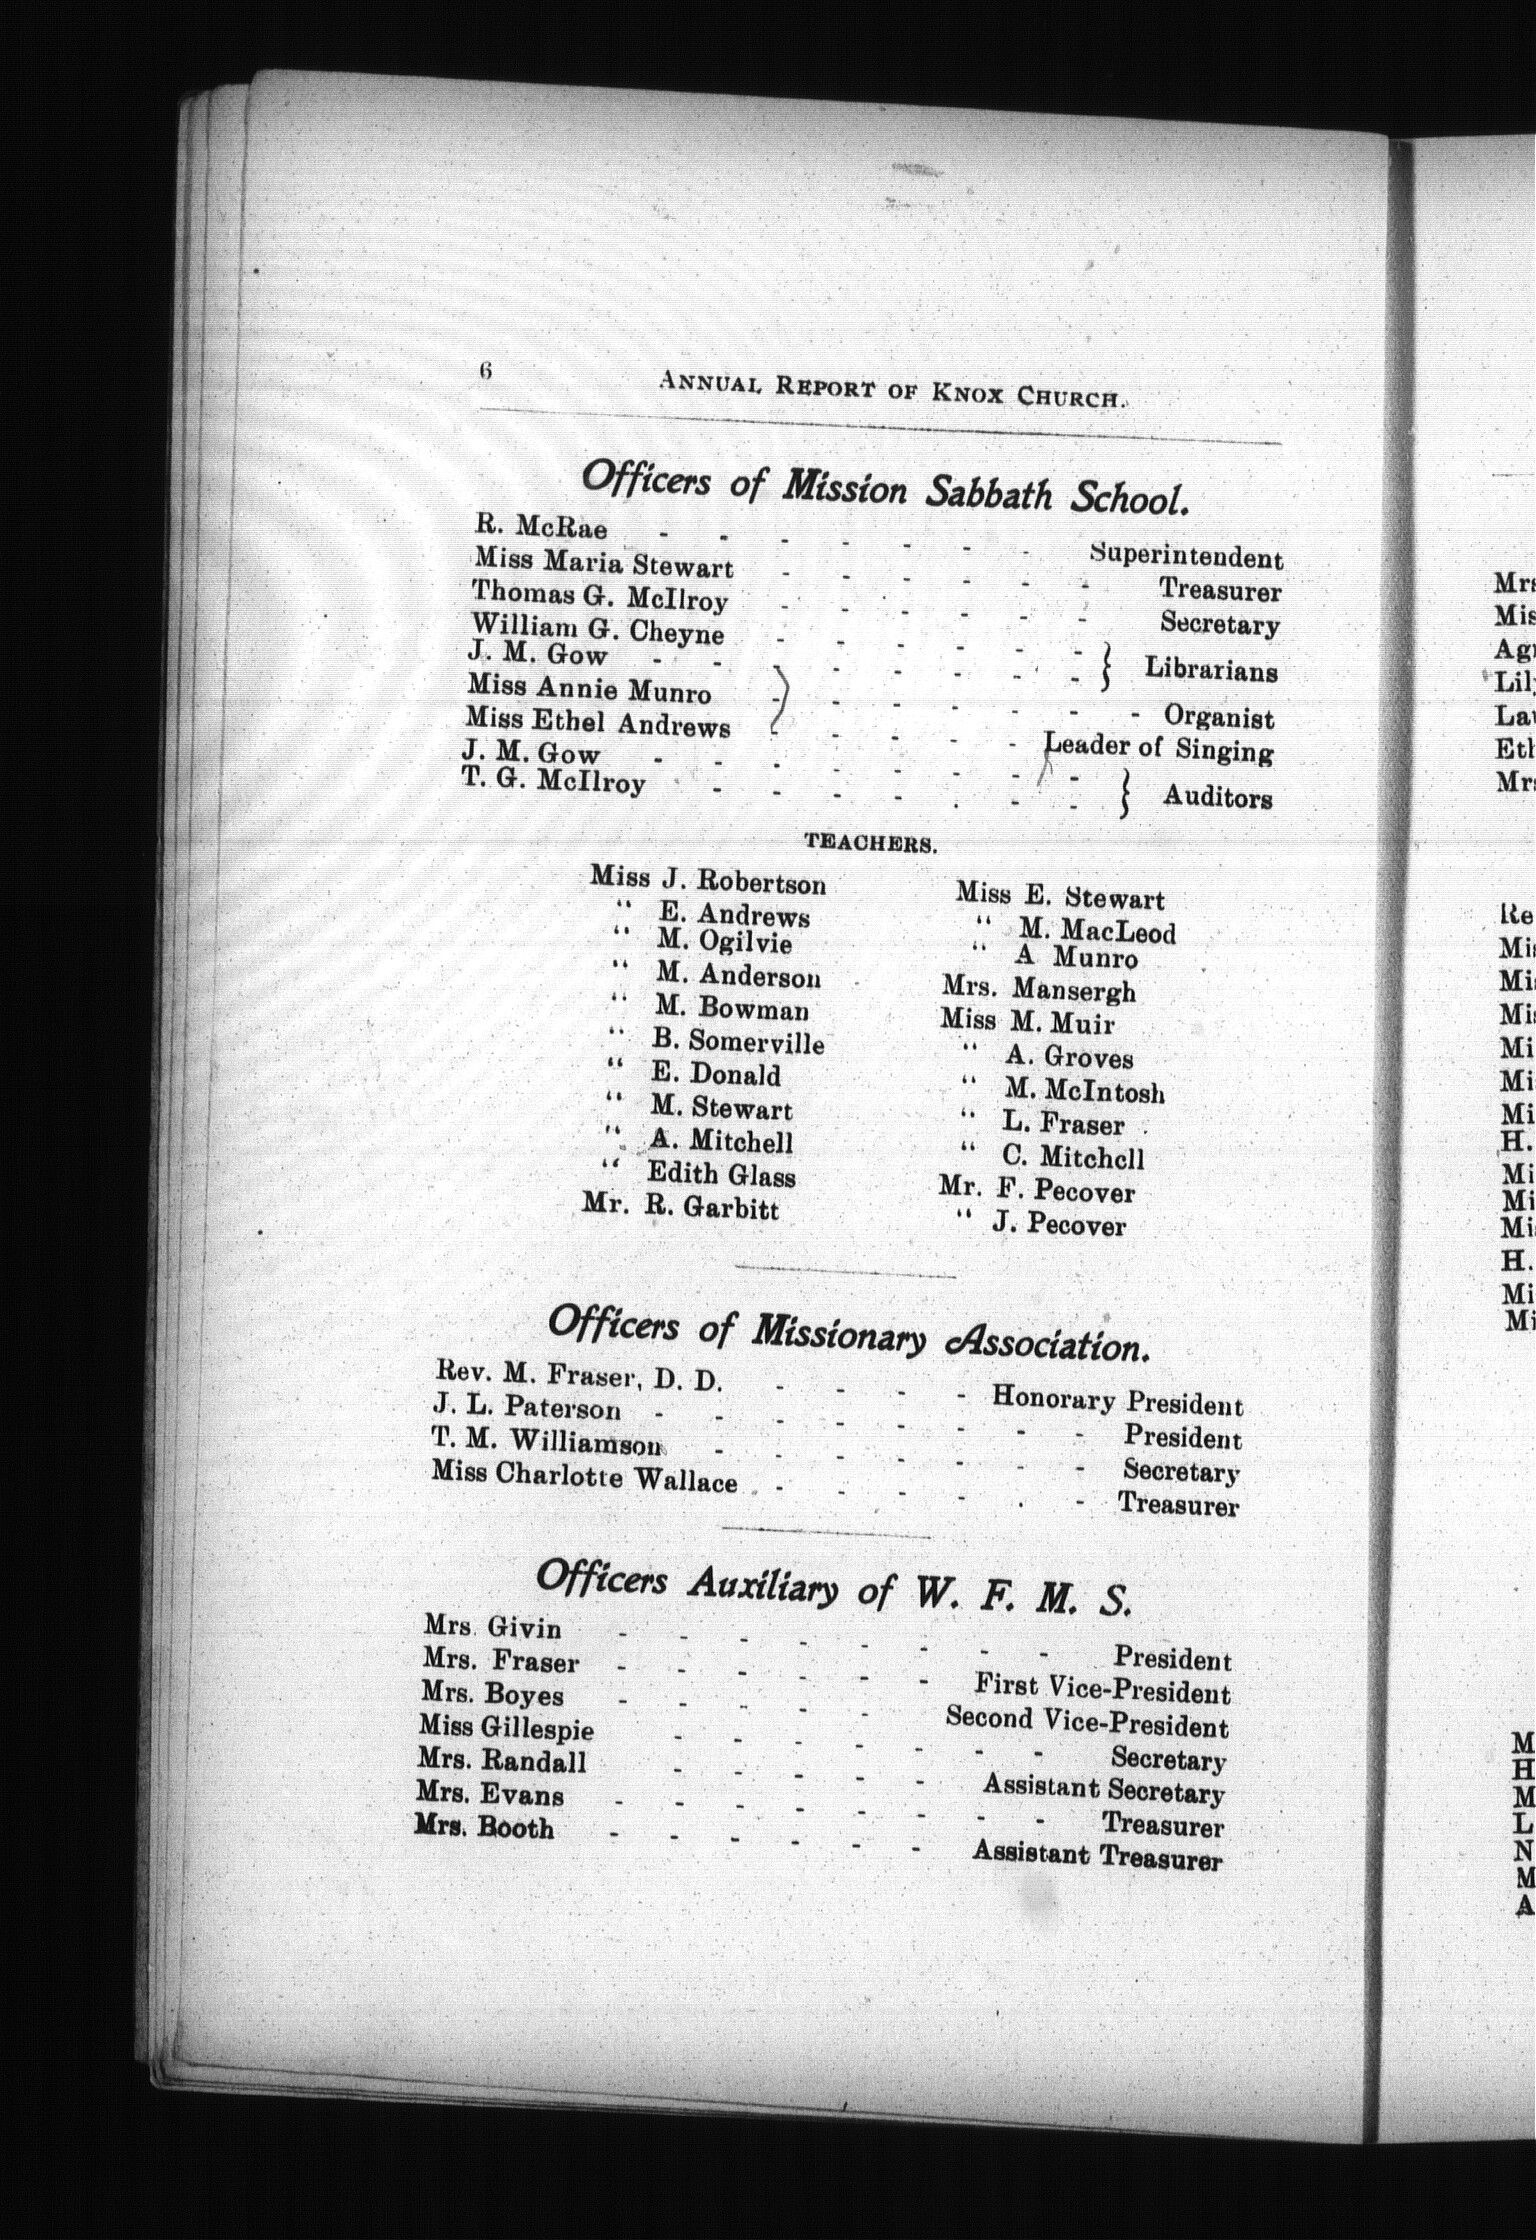 6 ANNUAL REPORT OF KNOX CHURCH.
Officers of Mission Sabbath School.
R. McRae - - - - - - - Superintendent
Miss Maria Stewart - - - - - - Treasurer
Thomas G. McIlroy - - - - - - Secretary
William G. Cheyne - - - - - - } Librarians
J. M. Gow - - - - - - - -
Miss Annie Munro - - - - - - - Organist
Miss Ethel Andrews - - - - - Leader of Singing
J. M. Gow - - - - - - - - } Auditors
T. G. McIlroy - - - - . - -
TEACHERS.
Miss J. Robertson Miss E. Stewart
“ E. Andrews “ M. MacLeod
“ M. Ogilvie “ A Munro
“ M. Anderson Mrs. Mansergh
“ M. Bowman Miss M. Muir
“ B. Somerville “ A. Groves
“ E. Donald “ M. McIntosh
“ M. Stewart “ L. Fraser
“ A. Mitchell “ C. Mitchell
“ Edith Glass Mr. F. Pecover
Mr. R. Garbitt “ J. Pecover
Officers of Missionary Association.
Rev. M. Fraser, D. D. - - - - Honorary President
J. L. Paterson - - - - - - - - President
T. M. Williamson - - - - - - - Secretary
Miss Charlotte Wallace - - - - . - Treasurer
Officers Auxiliary of W. F. M. S.
Mrs. Givin - - - - - - - - President
Mrs. Fraser - - - - - - First Vice-President
Mrs. Boyes - - - - - Second Vice-President
Miss Gillespie - - - - - - - Secretary
Mrs. Randall - - - - - Assistant Secretary
Mrs. Evans - - - - - - - - Treasurer
Mrs. Booth - - - - - - Assistant Treasurer